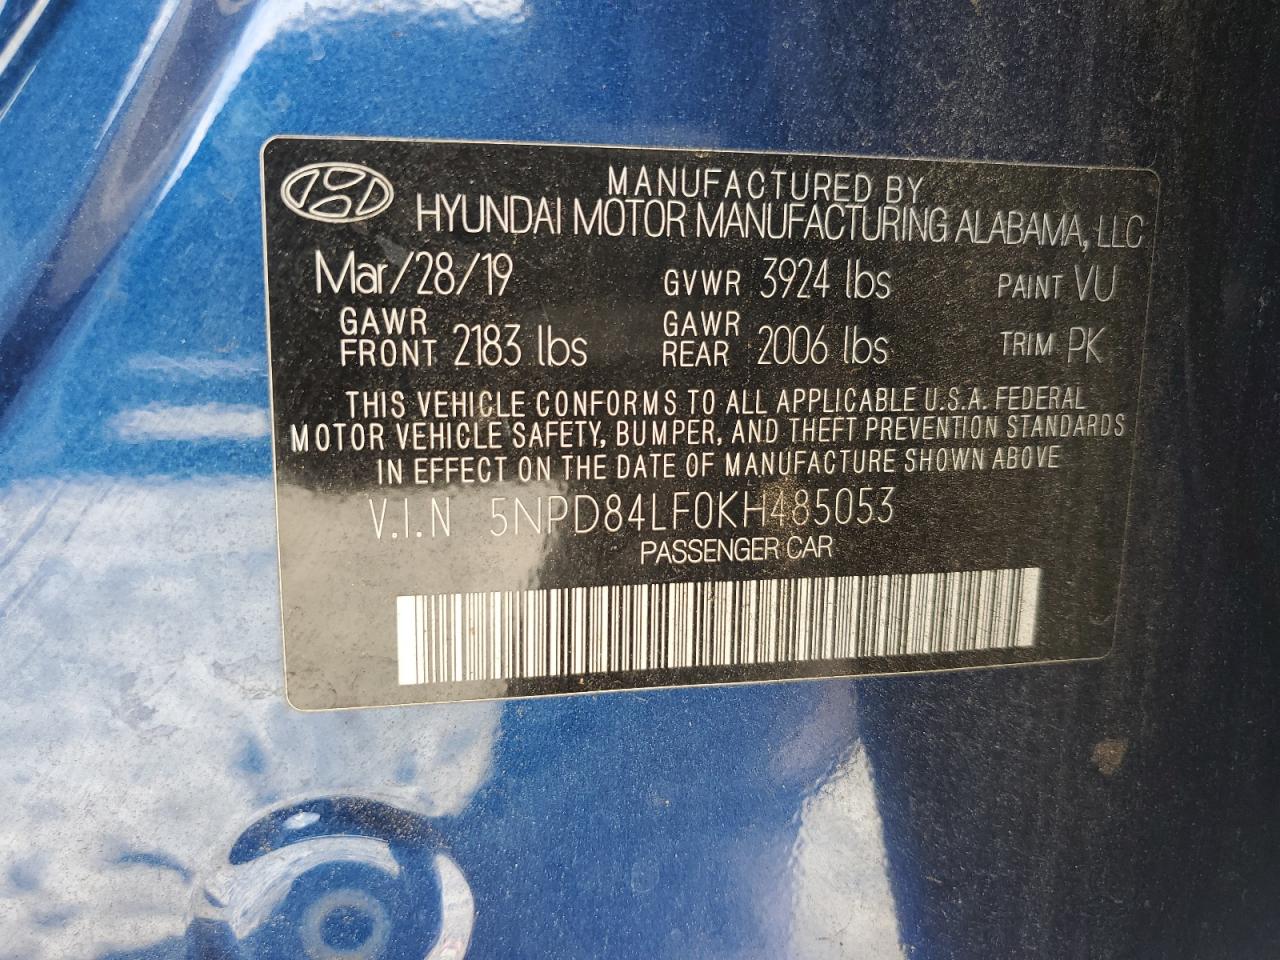 MANUFACTURED BY
HYUNDAI MOTOR MANUFACTURING ALABAMA, LLC
Mar/28/19 GVWR 3924 lbs PAINT VU
GAWR FRONT 2183 lbs GAWR REAR 2006 lbs TRIM PK
THIS VEHICLE CONFORMS TO ALL APPLICABLE U.S.A. FEDERAL
MOTOR VEHICLE SAFETY, BUMPER, AND THEFT PREVENTION STANDARDS
IN EFFECT ON THE DATE OF MANUFACTURE SHOWN ABOVE
V.I.N 5NPD84LF0KH485053
PASSENGER CAR